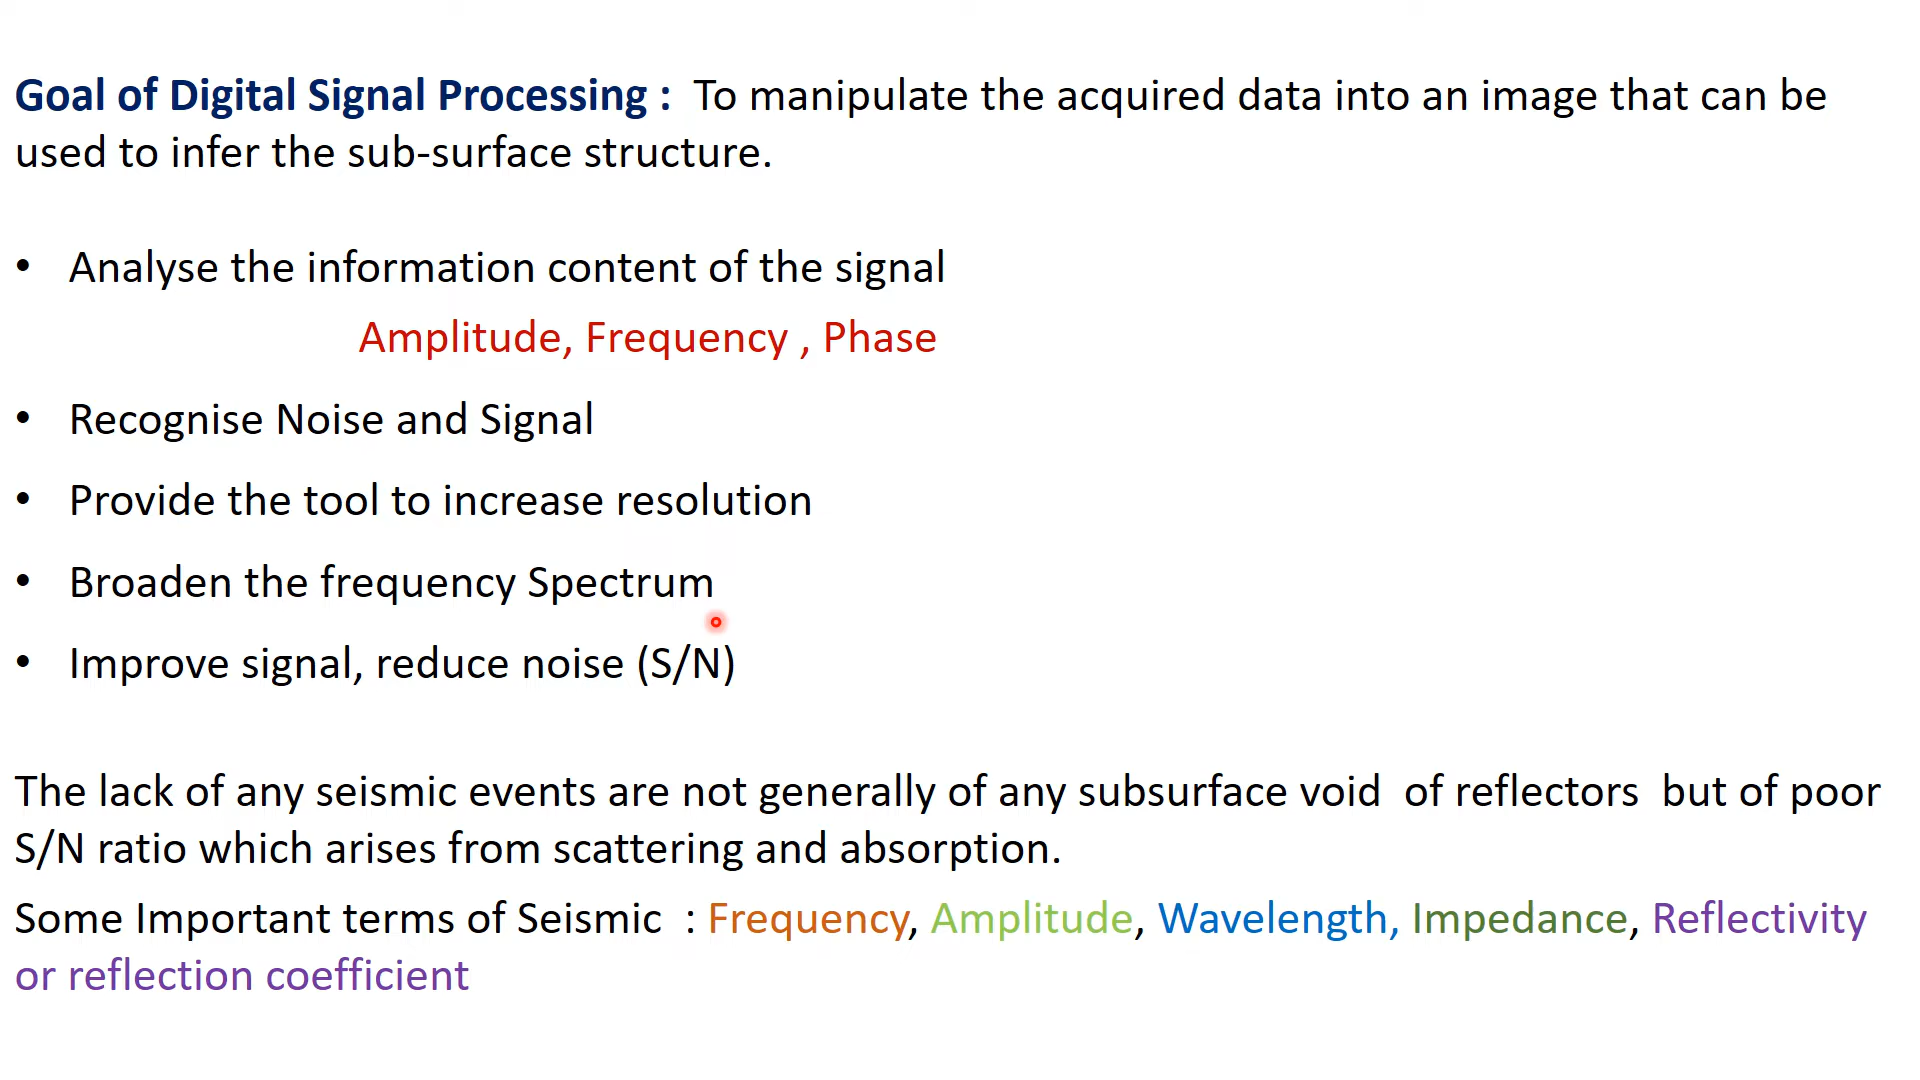 Goal of Digital Signal Processing : To manipulate the acquired data into an image that can be
used to infer the sub-surface structure.
• Analyse the information content of the signal
Amplitude, Frequency , Phase
• Recognise Noise and Signal
• Provide the tool to increase resolution
• Broaden the frequency Spectrum
• Improve signal, reduce noise (S/N)
The lack of any seismic events are not generally of any subsurface void of reflectors but of poor
S/N ratio which arises from scattering and absorption.
Some Important terms of Seismic : Frequency, Amplitude, Wavelength, Impedance, Reflectivity
or reflection coefficient